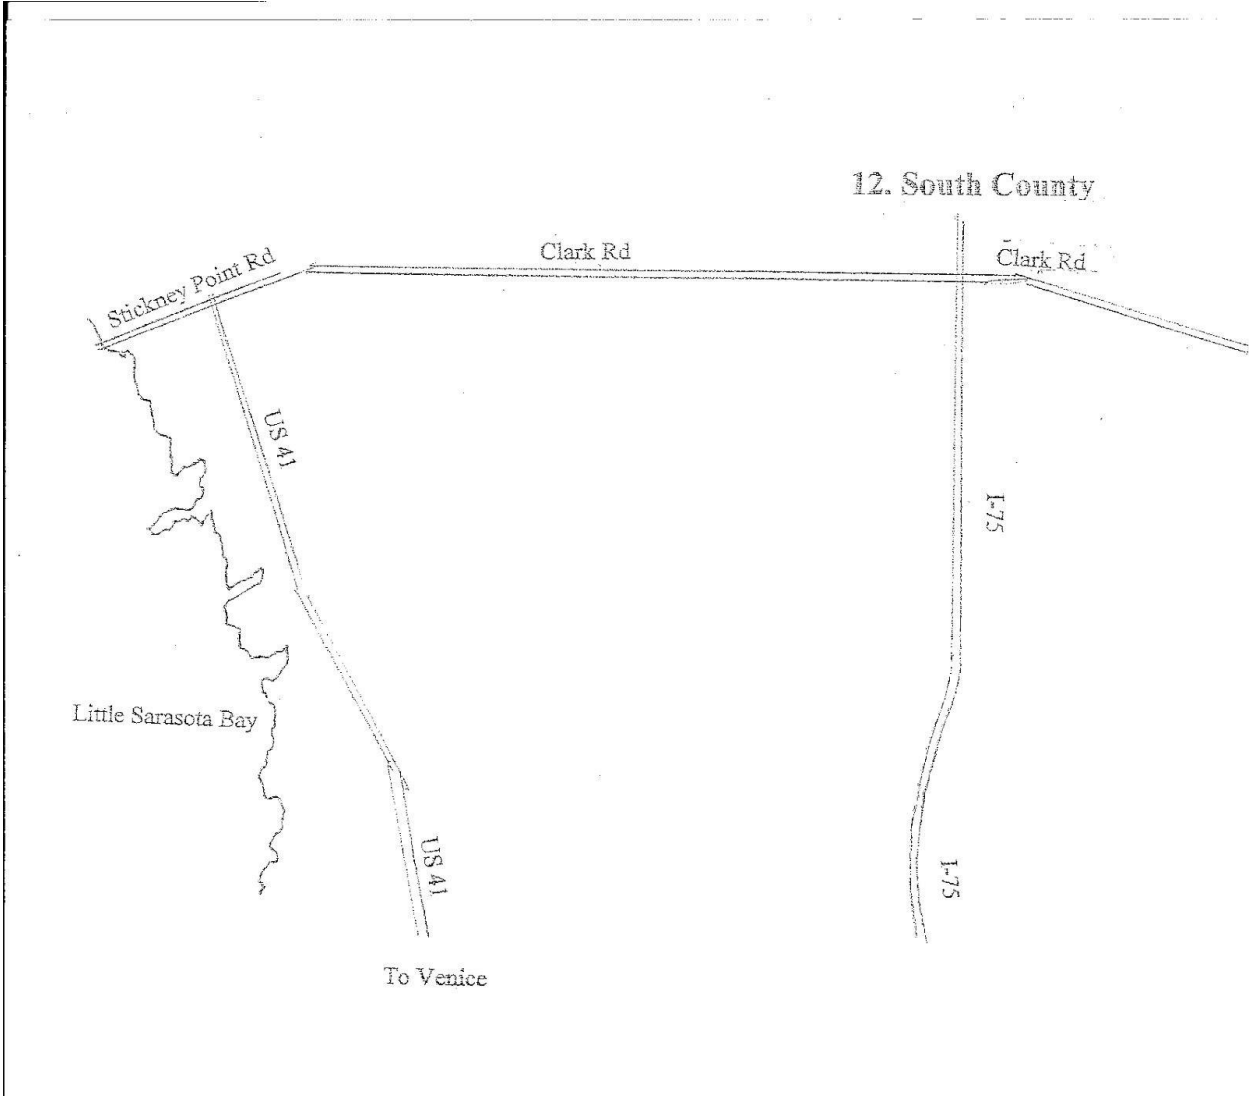 12. South County
Clark Rd
Clark Rd
Stickney Point Rd
US 41
I-75
Little Sarasota Bay
US 41
I-75
To Venice